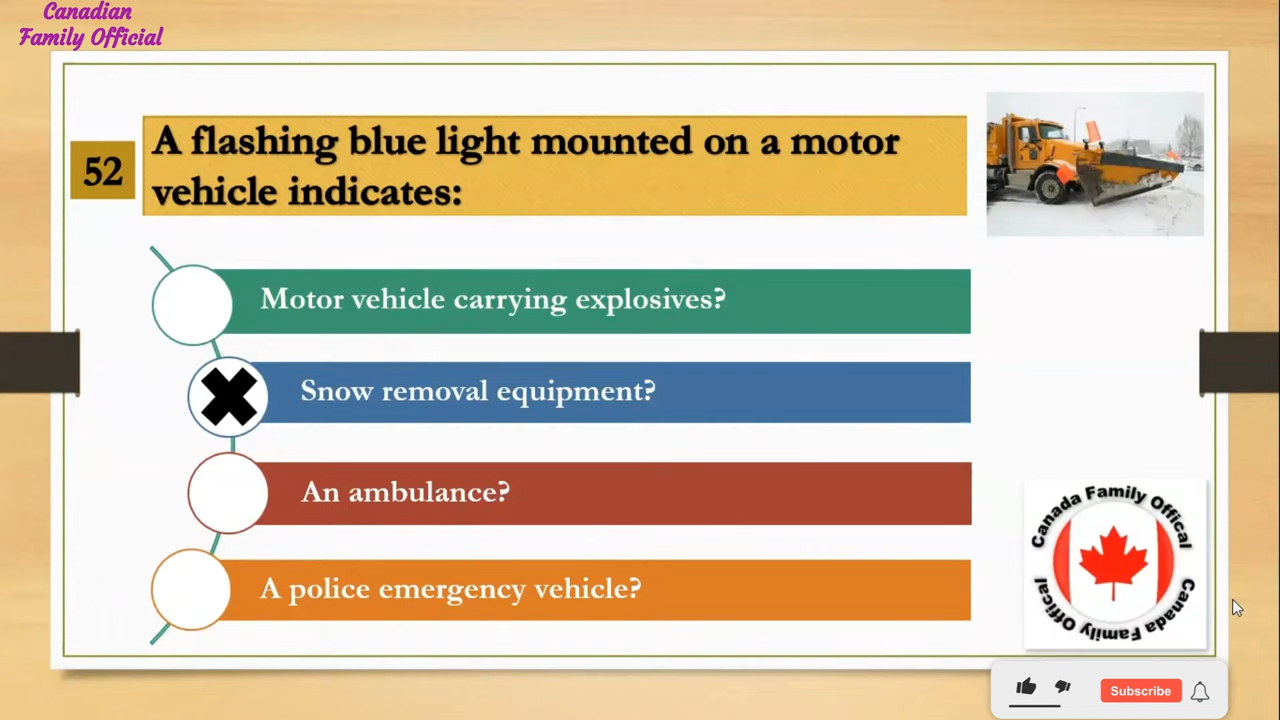 Canadian
Family Official
52
A flashing blue light mounted on a motor
vehicle indicates:
Motor vehicle carrying explosives?
Snow removal equipment?
An ambulance?
A police emergency vehicle?
Canada Family Offical
Canada Family Offical
Subscribe